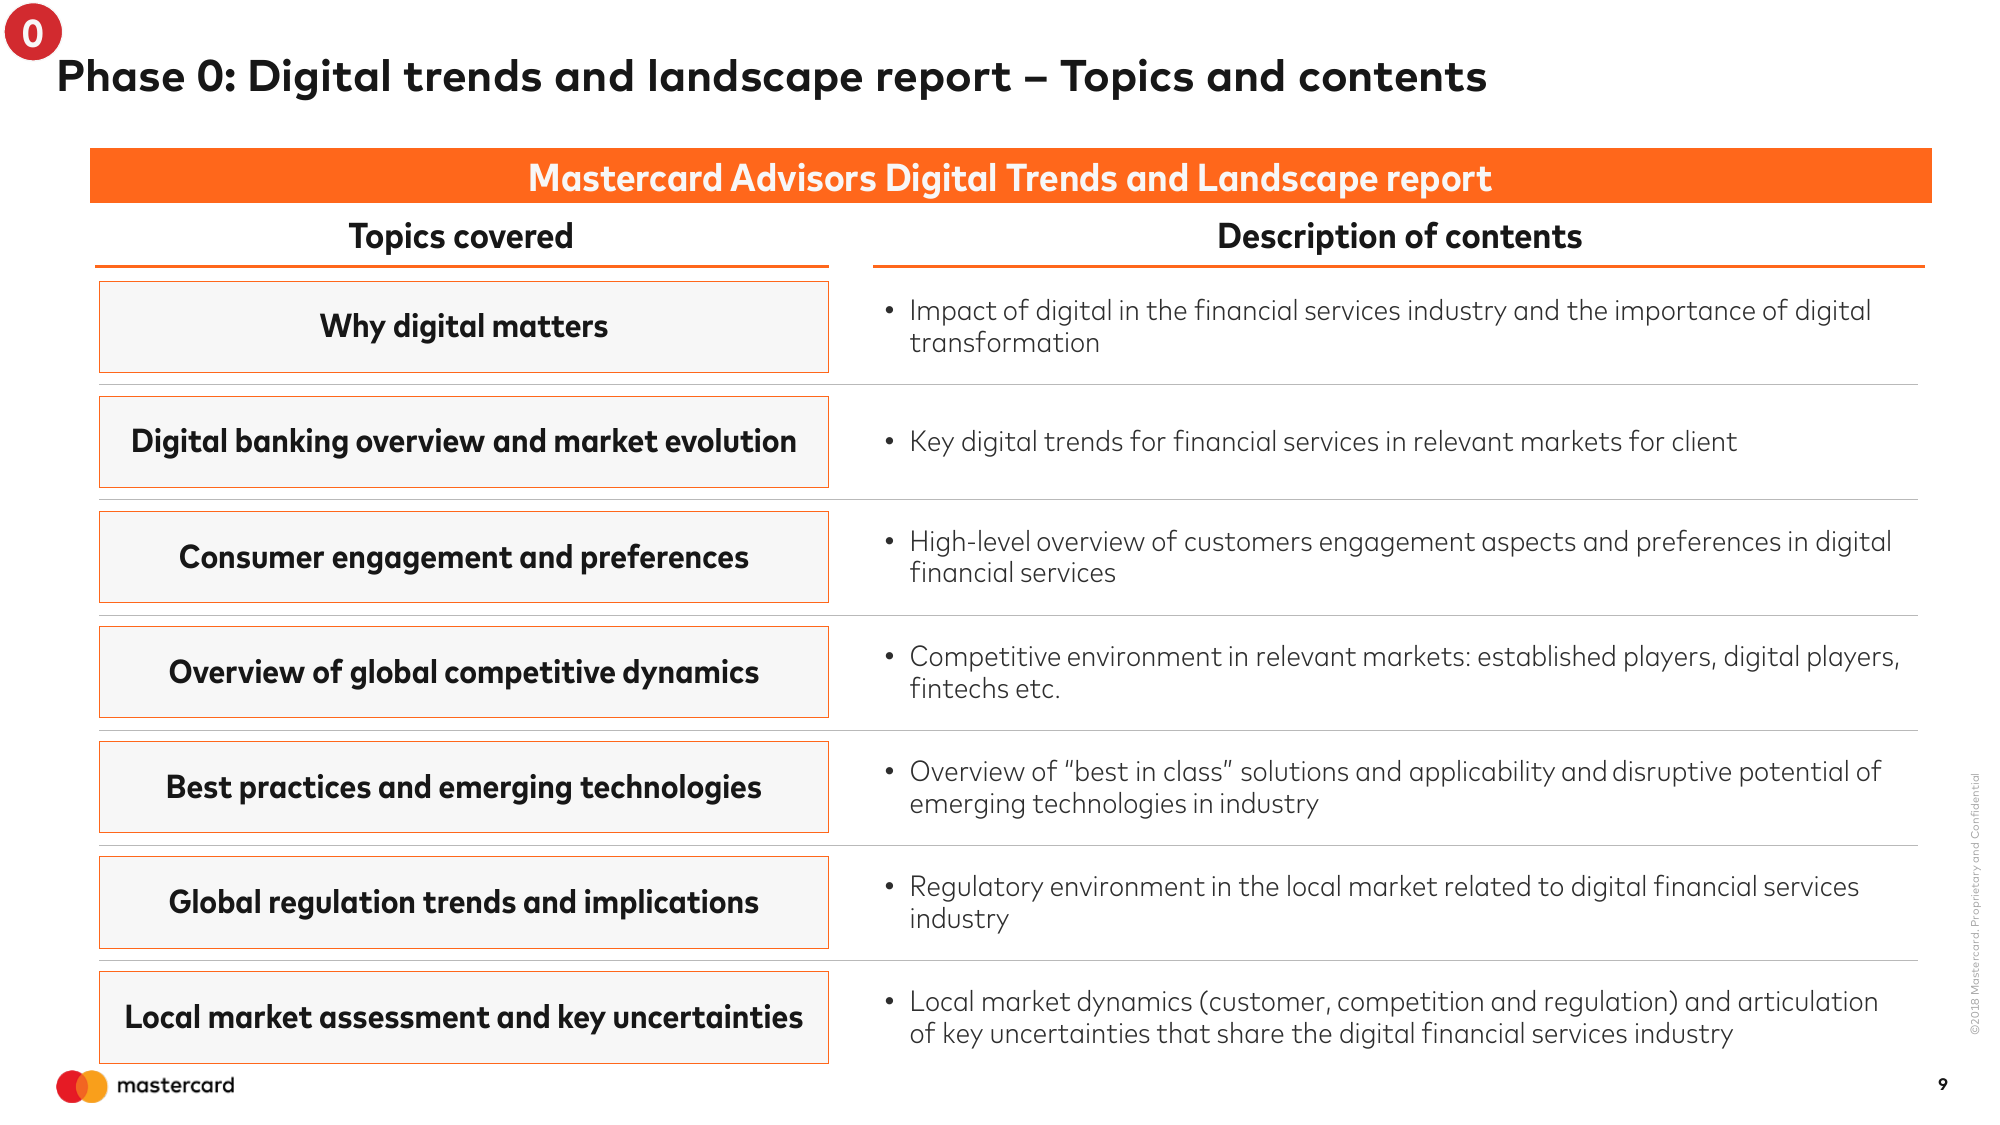 0
Phase 0: Digital trends and landscape report – Topics and contents
Mastercard Advisors Digital Trends and Landscape report
Topics covered
Description of contents
Why digital matters
• Impact of digital in the financial services industry and the importance of digital
transformation
Digital banking overview and market evolution
• Key digital trends for financial services in relevant markets for client
Consumer engagement and preferences
• High-level overview of customers engagement aspects and preferences in digital
financial services
Overview of global competitive dynamics
• Competitive environment in relevant markets: established players, digital players,
fintechs etc.
Best practices and emerging technologies
• Overview of “best in class” solutions and applicability and disruptive potential of
emerging technologies in industry
Global regulation trends and implications
• Regulatory environment in the local market related to digital financial services
industry
Local market assessment and key uncertainties
• Local market dynamics (customer, competition and regulation) and articulation
of key uncertainties that share the digital financial services industry
©2018 Mastercard. Proprietary and Confidential
mastercard
9